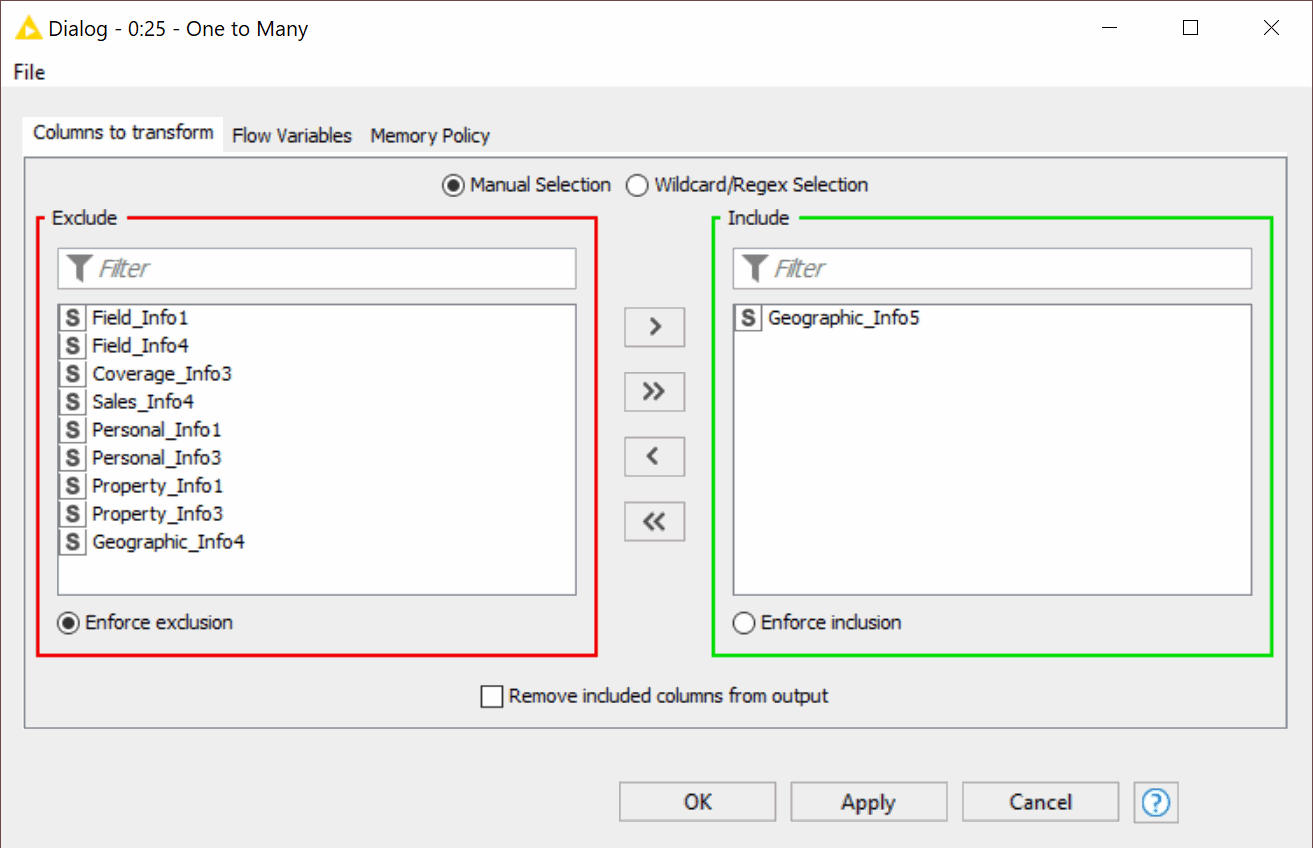 Dialog - 0:25 - One to Many
File
Columns to transform Flow Variables Memory Policy
Manual Selection Wildcard/Regex Selection
Exclude
Filter
S Field_Info1
S Field_Info4
S Coverage_Info3
S Sales_Info4
S Personal_Info1
S Personal_Info3
S Property_Info1
S Property_Info3
S Geographic_Info4
Enforce exclusion
>
>>
<
<<
Include
Filter
S Geographic_Info5
Enforce inclusion
Remove included columns from output
OK Apply Cancel ?